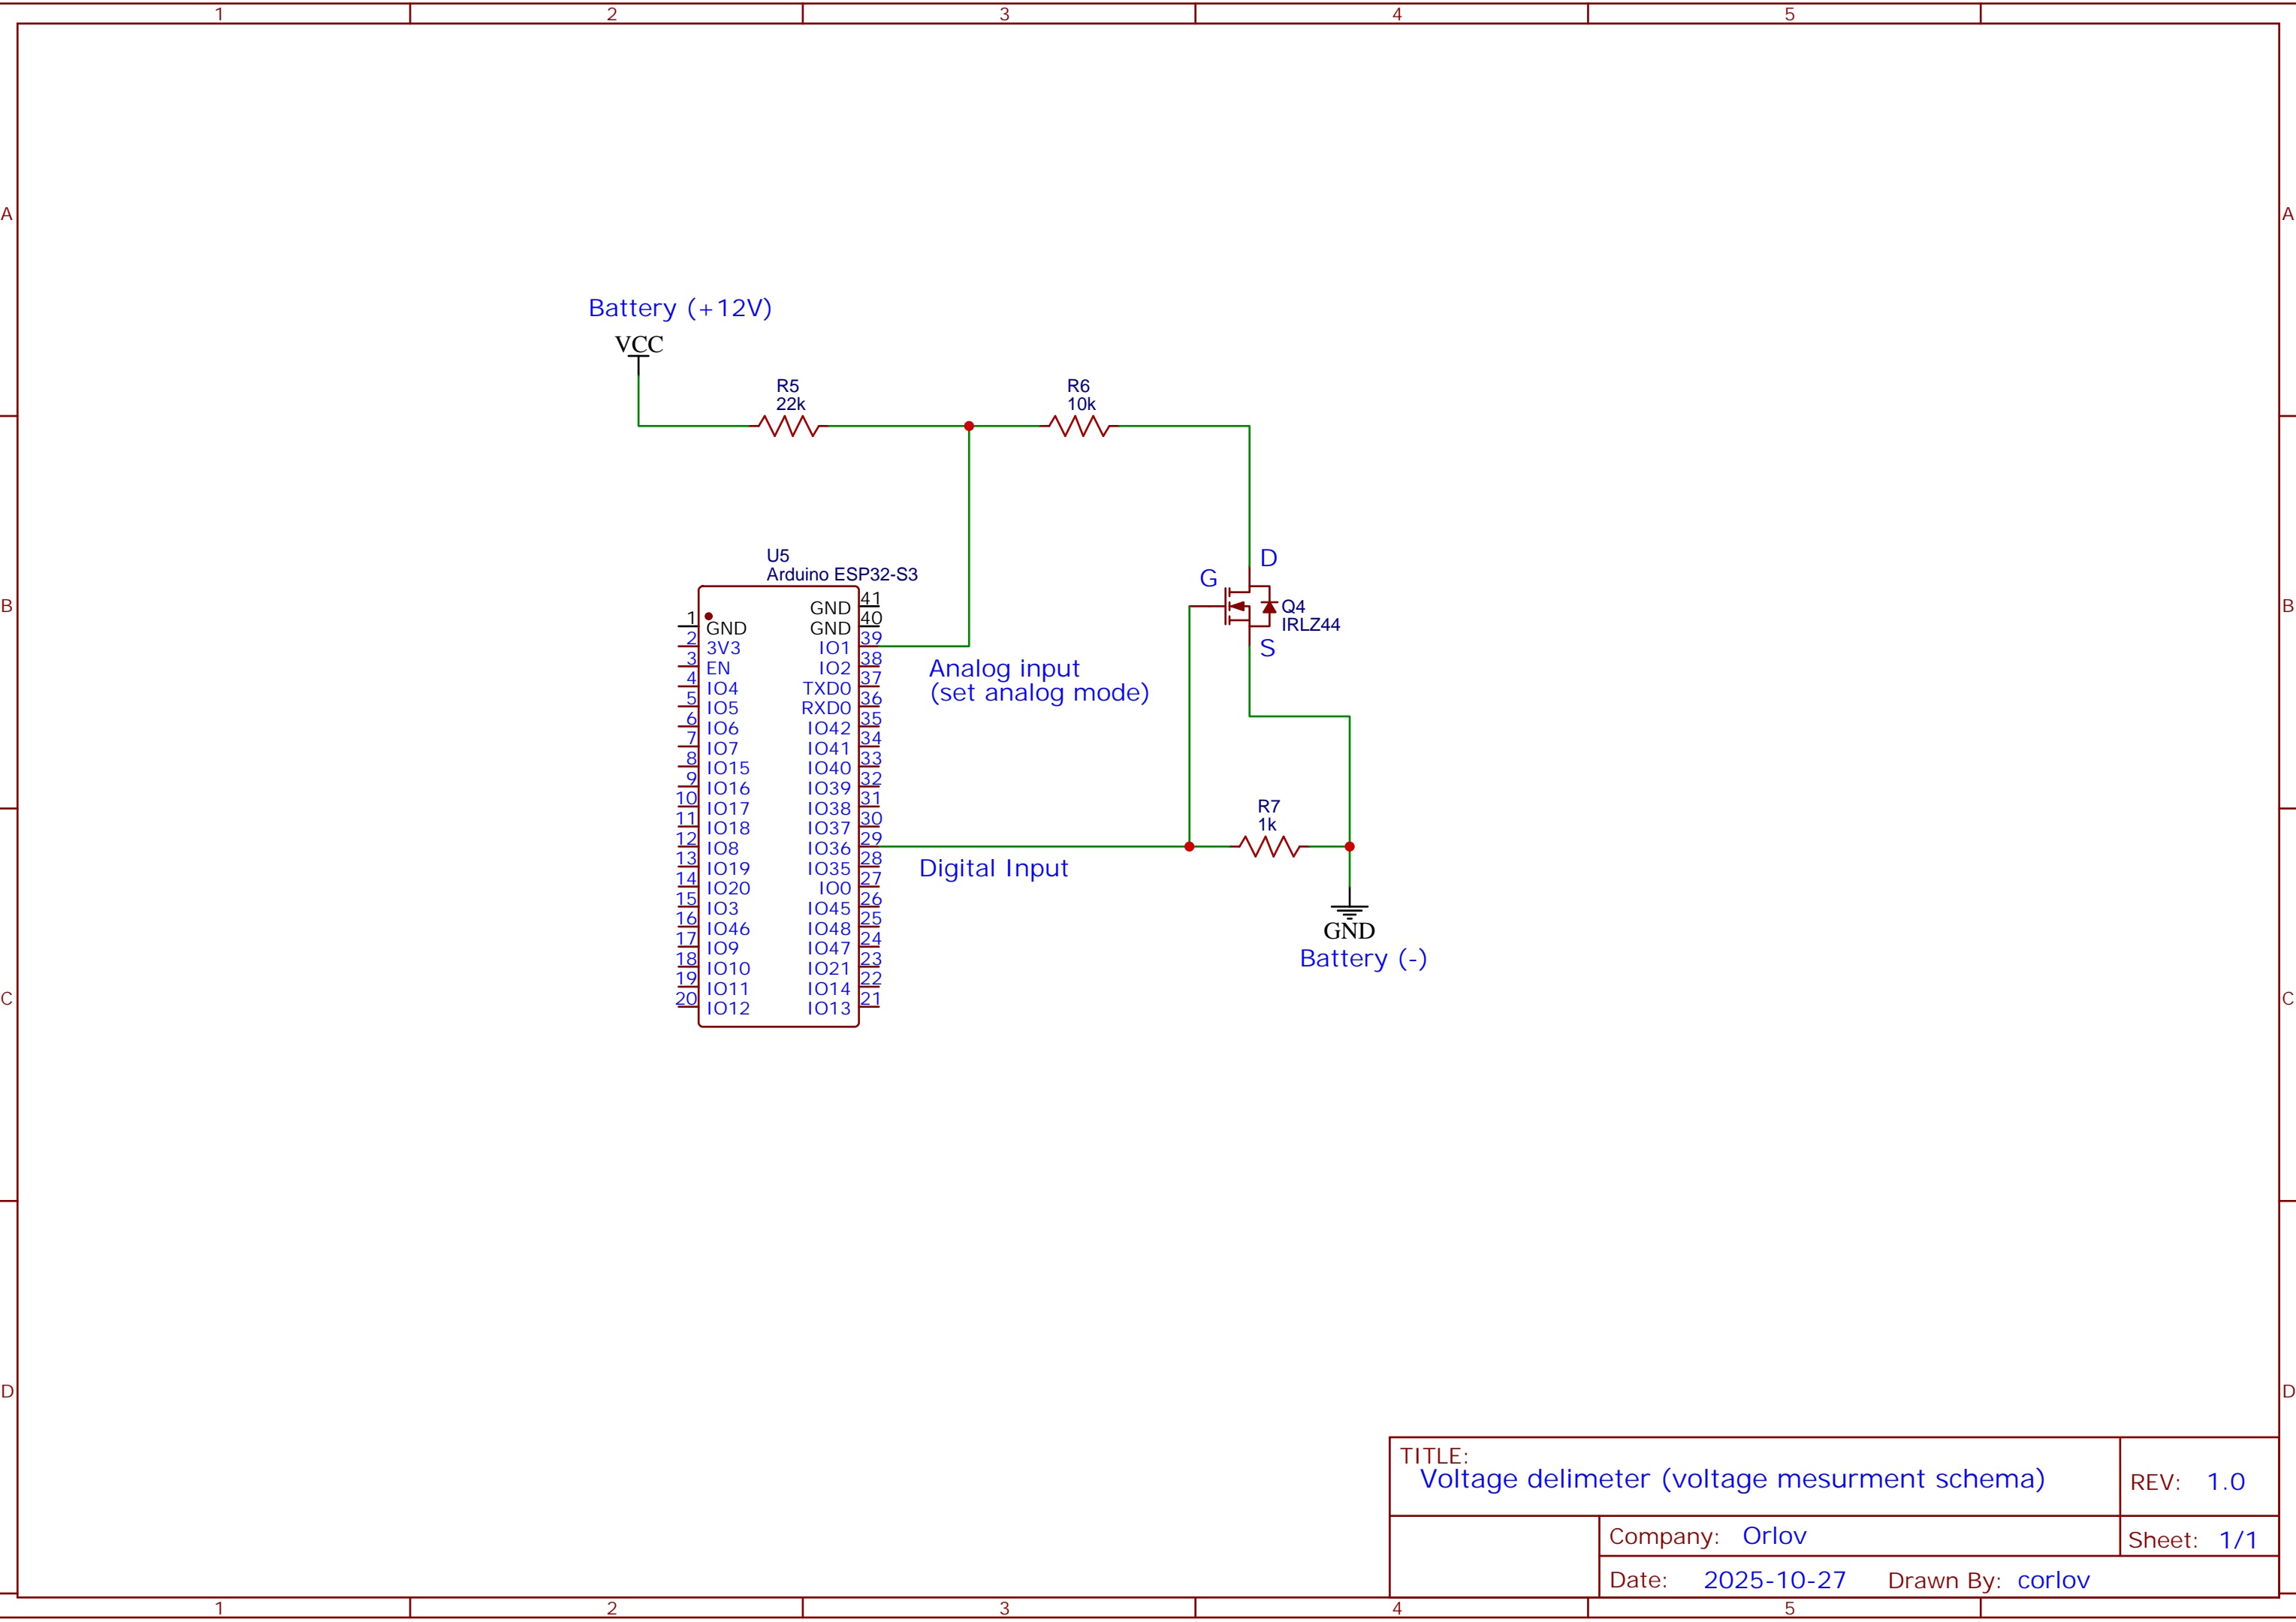 1 2 3 4 5
A A
Battery (+12V)
VCC
R5
22k
R6
10k
U5
Arduino ESP32-S3
D
G
B B
Q4
IRLZ44
S
GND 41
1 GND GND 40
2 3V3 IO1 39
3 EN IO2 38
4 IO4 TXD0 37
5 IO5 RXD0 36
6 IO6 IO42 35
7 IO7 IO41 34
8 IO15 IO40 33
9 IO16 IO39 32
10 IO17 IO38 31
11 IO18 IO37 30
12 IO8 IO36 29
13 IO19 IO35 28
14 IO20 IO0 27
15 IO3 IO45 26
16 IO46 IO48 25
17 IO9 IO47 24
18 IO10 IO21 23
19 IO11 IO14 22
20 IO12 IO13 21
Analog input
(set analog mode)
R7
1k
Digital Input
GND
Battery (-)
C C
D D
TITLE:
Voltage delimeter (voltage mesurment schema)
REV: 1.0
Company: Orlov
Sheet: 1/1
Date: 2025-10-27 Drawn By: corlov
1 2 3 4 5